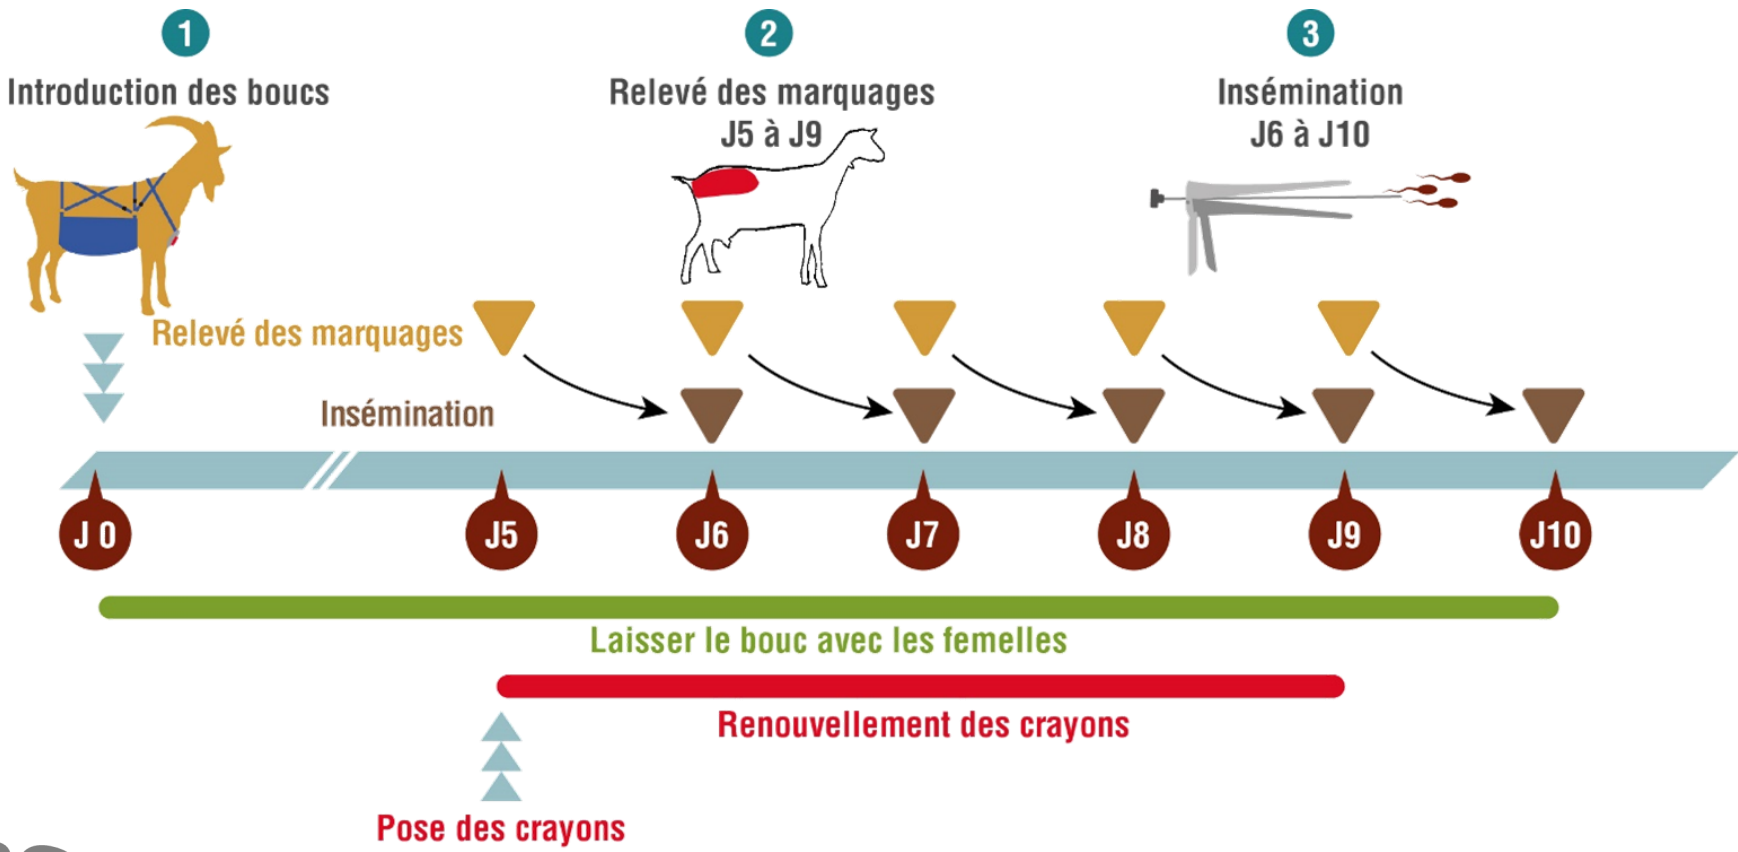 1
Introduction des boucs
2
Relevé des marquages
J5 à J9
3
Insémination
J6 à J10
Relevé des marquages
Insémination
J 0
J5
J6
J7
J8
J9
J10
Laisser le bouc avec les femelles
Renouvellement des crayons
Pose des crayons